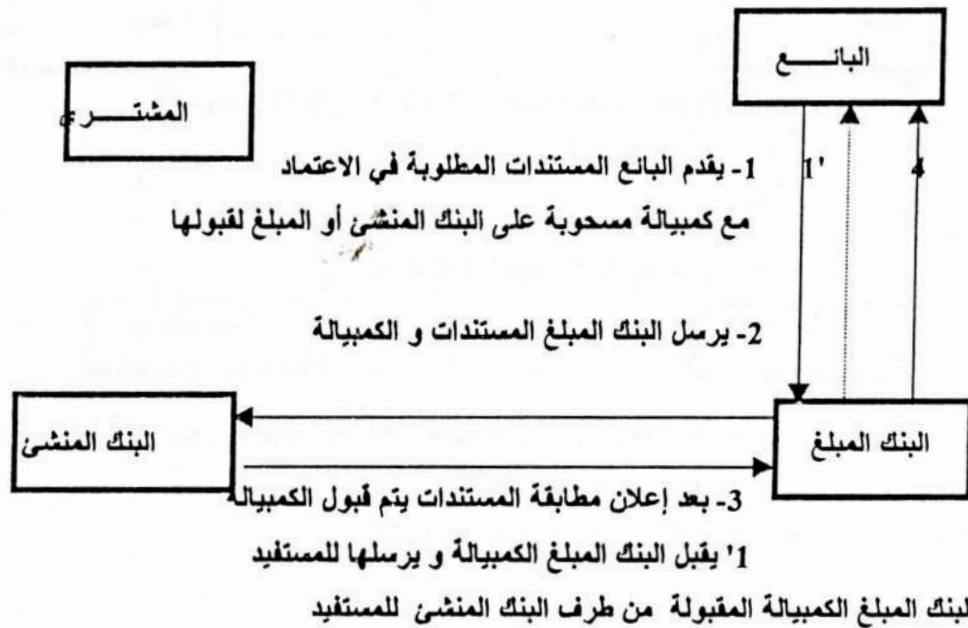 البائـــــع
المشتـــــري
1- يقدم البائع المستندات المطلوبة في الاعتماد
1'
4
مع كمبيالة مسحوبة على البنك المنشئ أو المبلغ لقبولها
2- يرسل البنك المبلغ المستندات و الكمبيالة
البنك المنشئ
البنك المبلغ
3- بعد إعلان مطابقة المستندات يتم قبول الكمبيالة
1' يقبل البنك المبلغ الكمبيالة و يرسلها للمستفيد
البنك المبلغ الكمبيالة المقبولة من طرف البنك المنشئ للمستفيد